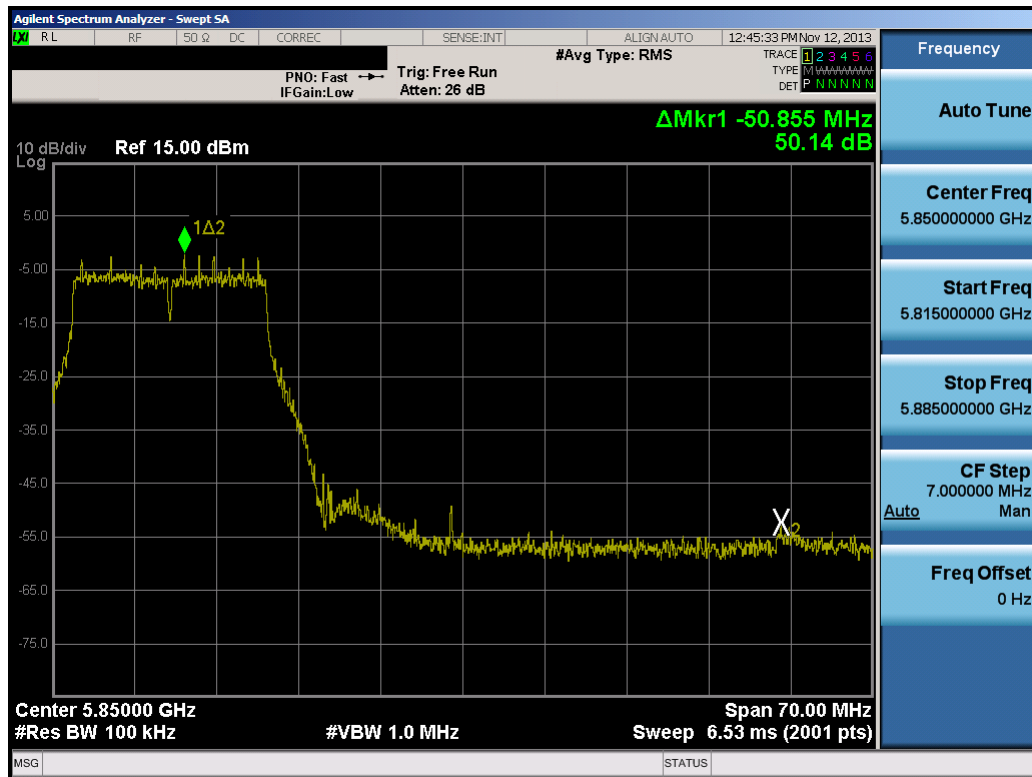 Agilent Spectrum Analyzer - Swept SA
LXI RL RF 50 Ω DC CORREC SENSE:INT ALIGNAUTO 12:45:33 PM Nov 12, 2013
#Avg Type: RMS TRACE 1 2 3 4 5 6
PNO: Fast Trig: Free Run TYPE M WWWWW
IFGain:Low Atten: 26 dB DET P N N N N N
ΔMkr1 -50.855 MHz
50.14 dB
10 dB/div Ref 15.00 dBm
Log
5.00
1Δ2
-5.00
-15.0
-25.0
-35.0
-45.0
X2
-55.0
-65.0
-75.0
Center 5.85000 GHz Span 70.00 MHz
#Res BW 100 kHz #VBW 1.0 MHz Sweep 6.53 ms (2001 pts)
MSG STATUS
Frequency
Auto Tune
Center Freq
5.850000000 GHz
Start Freq
5.815000000 GHz
Stop Freq
5.885000000 GHz
CF Step
7.000000 MHz
Auto Man
Freq Offset
0 Hz